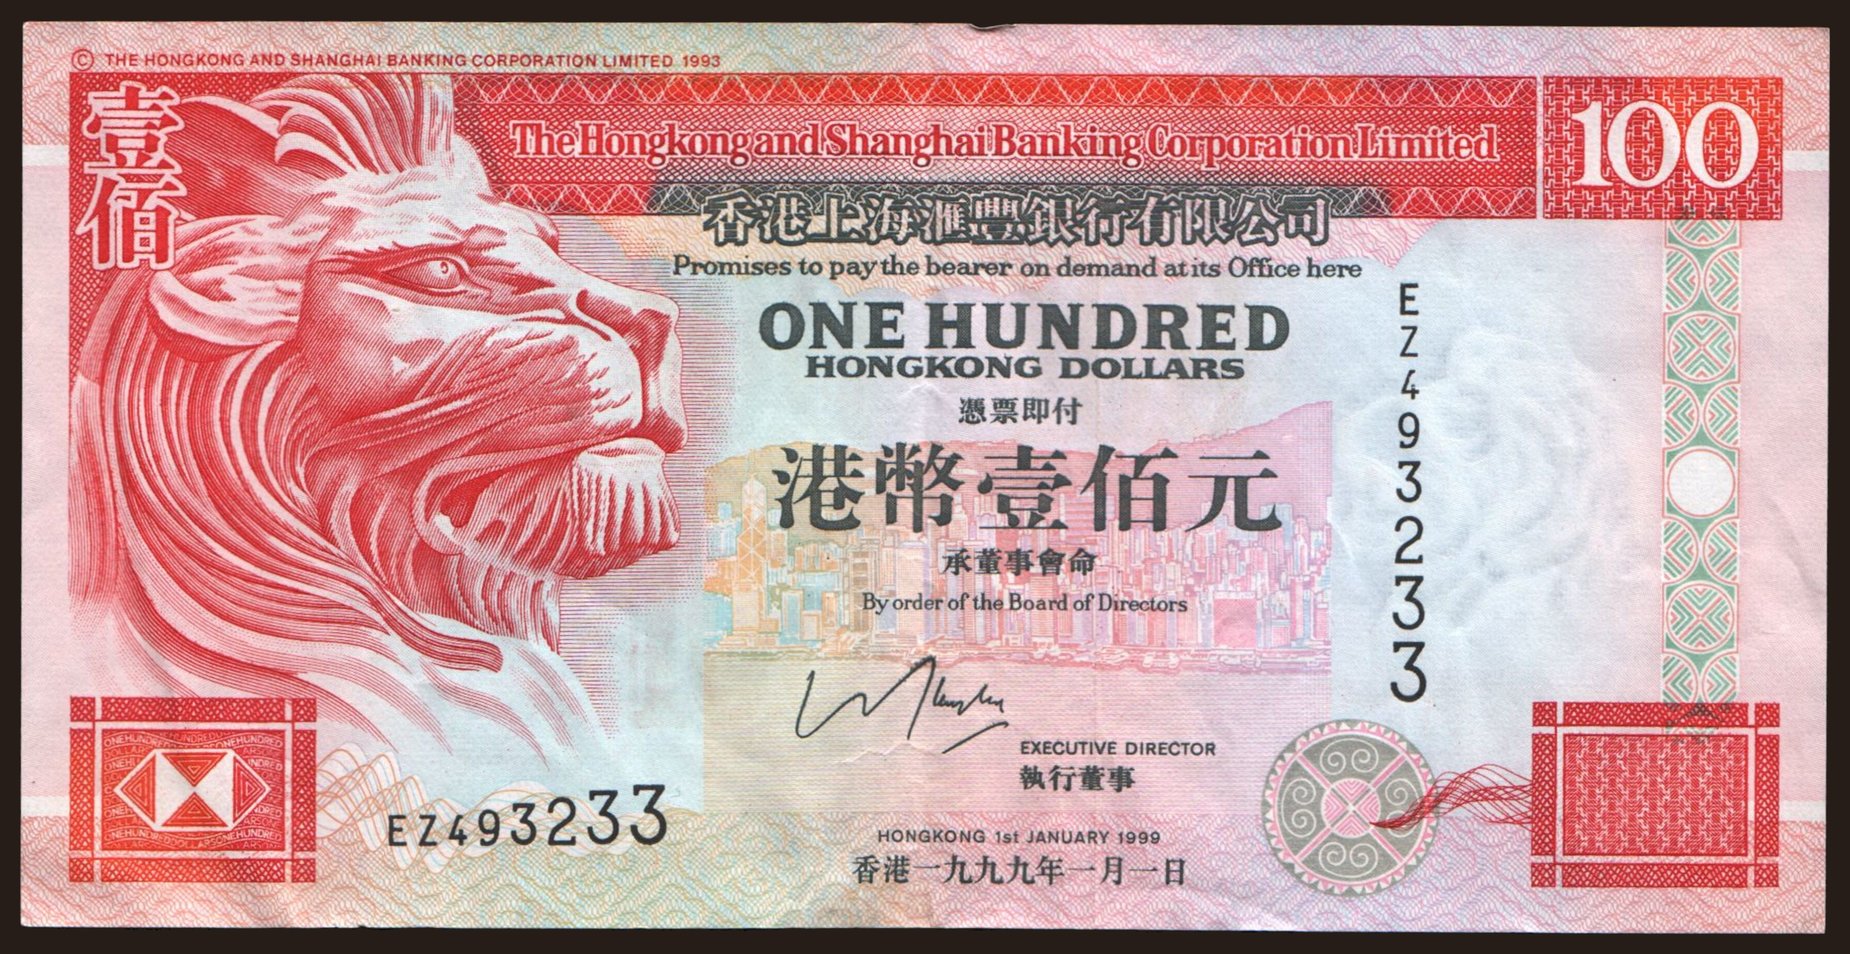 © THE HONGKONG AND SHANGHAI BANKING CORPORATION LIMITED 1993
壹佰
The Hongkong and Shanghai Banking Corporation Limited
100
香港上海滙豐銀行有限公司
Promises to pay the bearer on demand at its Office here
ONE HUNDRED
HONGKONG DOLLARS
憑票即付
港幣壹佰元
承董事會命
By order of the Board of Directors
EZ493233
EXECUTIVE DIRECTOR
執行董事
EZ493233
HONGKONG 1st JANUARY 1999
香港一九九九年一月一日